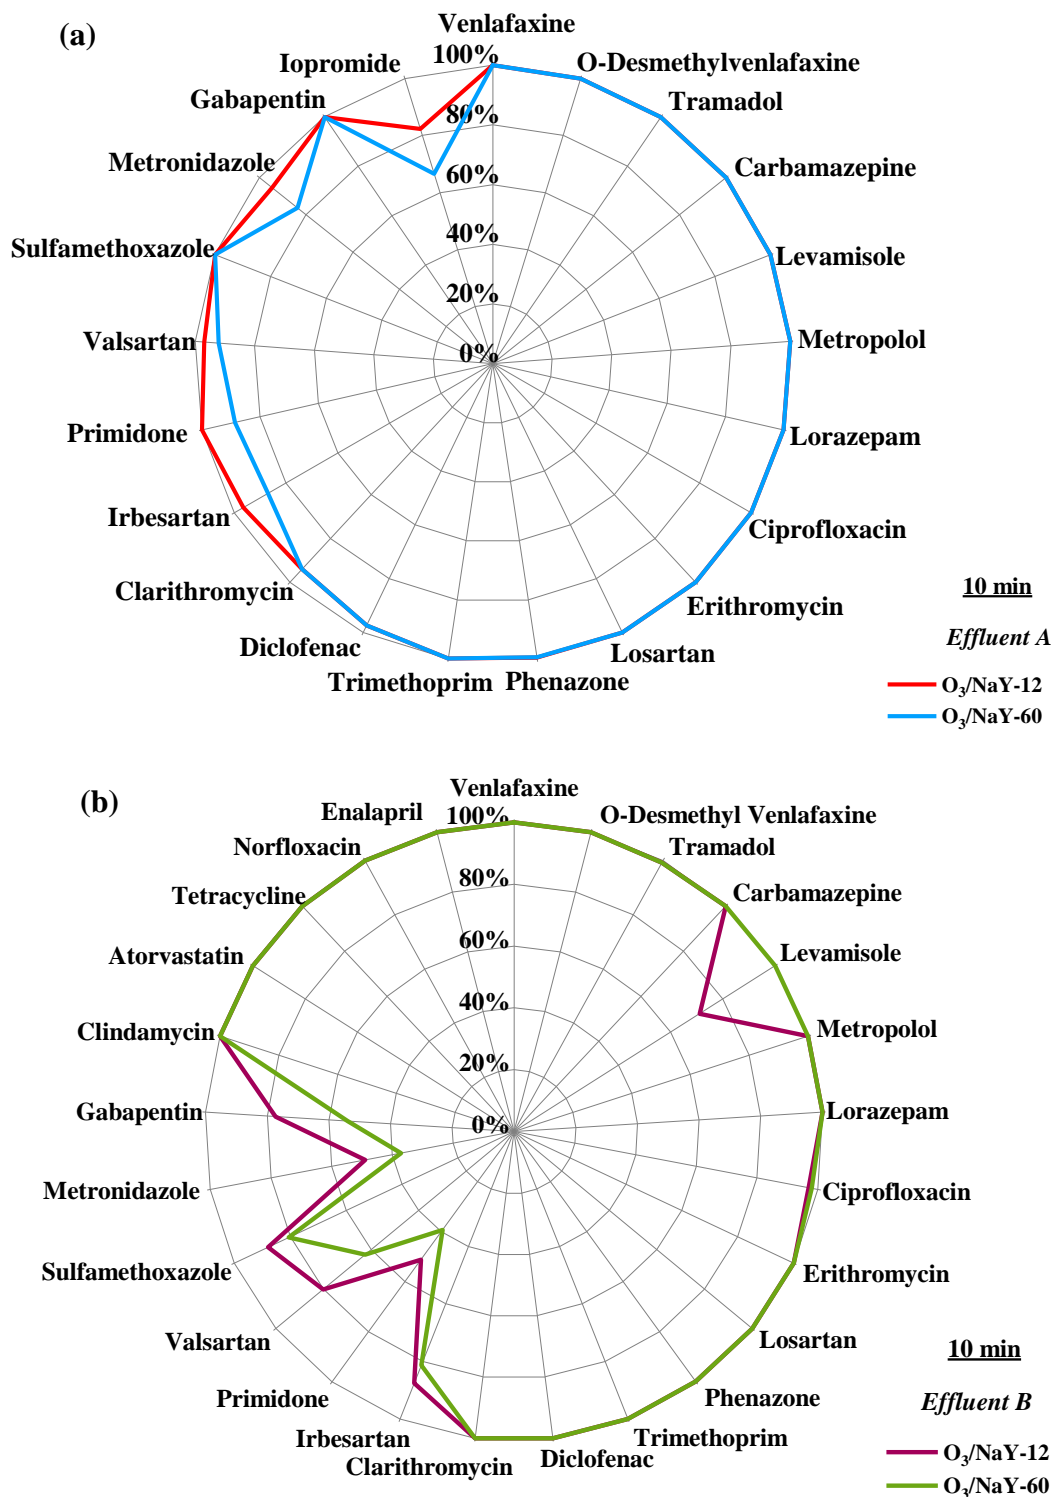 (a)
Venlafaxine
100%
O-Desmethylvenlafaxine
Iopromide
Gabapentin
Tramadol
80%
Metronidazole
Carbamazepine
60%
Sulfamethoxazole
40%
Levamisole
20%
Valsartan
0%
Metropolol
Primidone
Lorazepam
Irbesartan
Ciprofloxacin
Clarithromycin
Erithromycin
Diclofenac
Losartan
Trimethoprim
Phenazone
10 min
Effluent A
O₃/NaY-12
O₃/NaY-60
(b)
Venlafaxine
100%
Enalapril
O-Desmethyl Venlafaxine
Norfloxacin
Tramadol
80%
Tetracycline
Carbamazepine
60%
Atorvastatin
Levamisole
40%
Clindamycin
Metropolol
20%
Gabapentin
0%
Lorazepam
Metronidazole
Ciprofloxacin
Sulfamethoxazole
Erithromycin
Valsartan
Losartan
Primidone
Phenazone
Irbesartan
Trimethoprim
Clarithromycin
Diclofenac
10 min
Effluent B
O₃/NaY-12
O₃/NaY-60